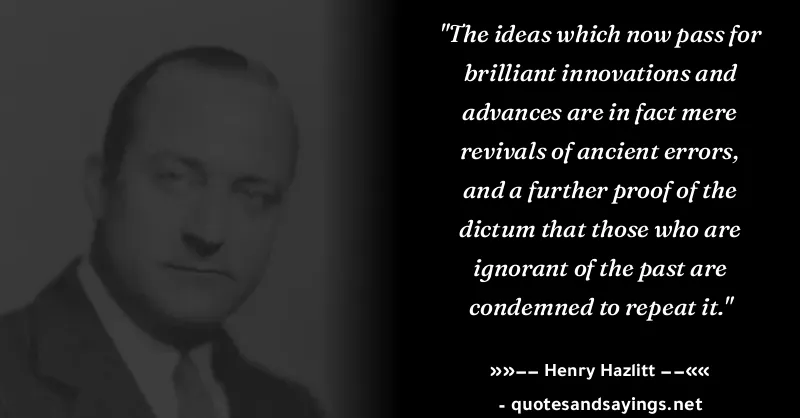 "The ideas which now pass for
brilliant innovations and
advances are in fact mere
revivals of ancient errors,
and a further proof of the
dictum that those who are
ignorant of the past are
condemned to repeat it."
»»−− Henry Hazlitt −−««
- quotesandsayings.net